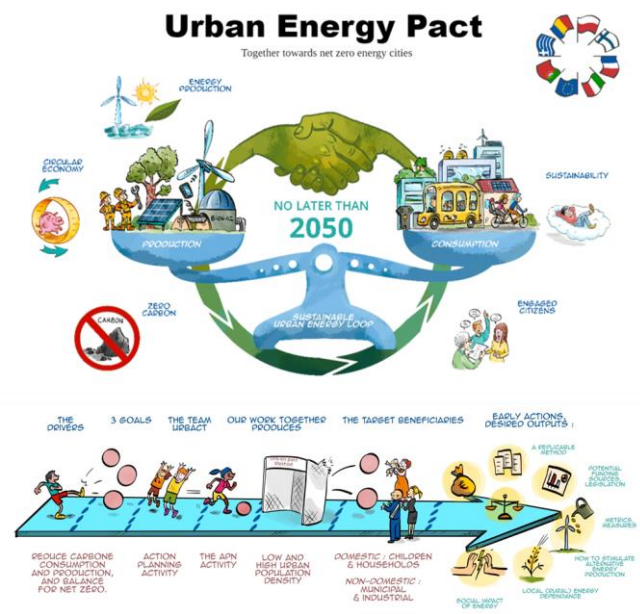 Urban Energy Pact
Together towards net zero energy cities
ENERGY
PRODUCTION
CIRCULAR
ECONOMY
SUSTAINABILITY
NO LATER THAN
2050
BIOMASS
PRODUCTION
CONSUMPTION
ZERO
CARBON
CARBON
SUSTAINABLE
URBAN ENERGY LOOP
ENGAGED
CITIZENS
THE
DRIVERS
3 GOALS
THE TEAM
URBACT
OUR WORK TOGETHER
PRODUCES
THE TARGET BENEFICIARIES
EARLY ACTIONS,
DESIRED OUTPUTS :
A REPLICABLE
METHOD
POTENTIAL
FUNDING
SOURCES,
LEGISLATION
METRICS,
MEASURES
HOW TO STIMULATE
ALTERNATIVE
ENERGY
PRODUCTION
LOCAL (RURAL) ENERGY
DEPENDANCE
SOCIAL IMPACT
OF ENERGY
REDUCE CARBONE
CONSUMPTION
AND PRODUCTION,
AND BALANCE
FOR NET ZERO.
ACTION
PLANNING
ACTIVITY
THE APN
ACTIVITY
LOW AND
HIGH URBAN
POPULATION
DENSITY
DOMESTIC : CHILDREN
& HOUSEHOLDS
NON-DOMESTIC :
MUNICIPAL
& INDUSTRIAL